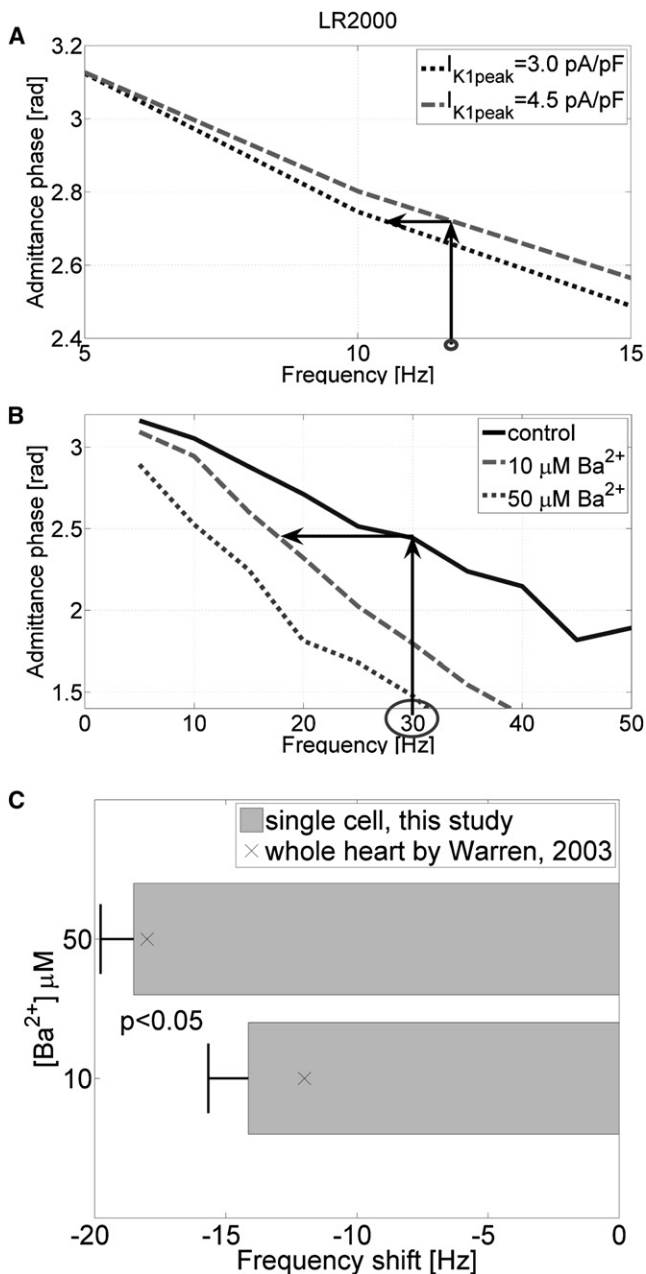 LR2000
A
I_K1peak=3.0 pA/pF
I_K1peak=4.5 pA/pF
Admittance phase [rad]
3.2
3
2.8
2.6
2.4
5
10
15
Frequency [Hz]
B
control
10 μM Ba²⁺
50 μM Ba²⁺
Admittance phase [rad]
3
2.5
2
1.5
0
10
20
30
40
50
Frequency [Hz]
C
single cell, this study
whole heart by Warren, 2003
[Ba²⁺] μM
50
p<0.05
10
-20
-15
-10
-5
0
Frequency shift [Hz]